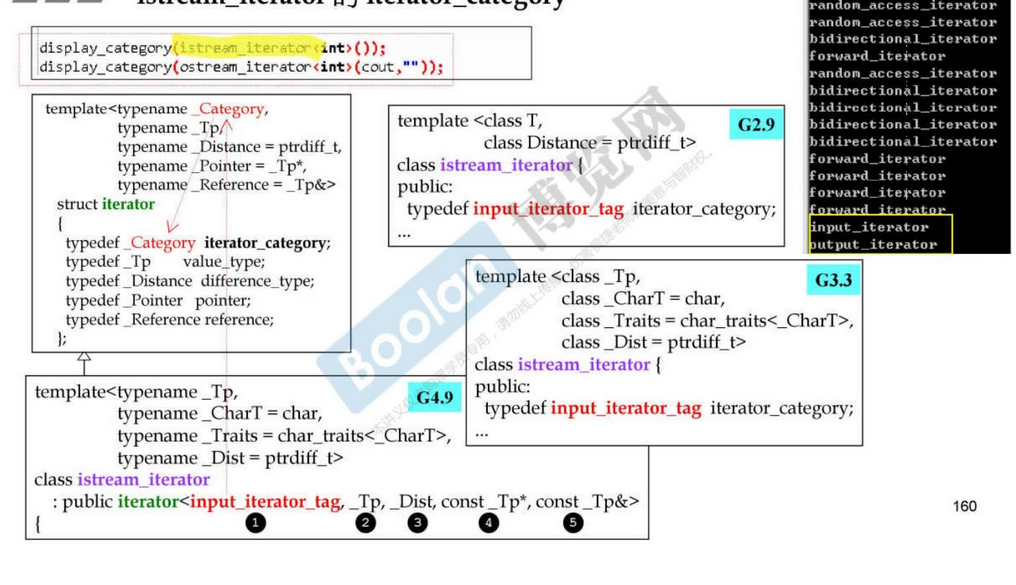 istream_iterator 的 iterator_category
display_category(istream_iterator<int>());
display_category(ostream_iterator<int>(cout,""));
template<typename _Category,
typename _Tp,
typename _Distance = ptrdiff_t,
typename _Pointer = _Tp*,
typename _Reference = _Tp&>
struct iterator
{
typedef _Category iterator_category;
typedef _Tp value_type;
typedef _Distance difference_type;
typedef _Pointer pointer;
typedef _Reference reference;
};
G2.9
template <class T,
class Distance = ptrdiff_t>
class istream_iterator {
public:
typedef input_iterator_tag iterator_category;
...
random_access_iterator
random_access_iterator
bidirectional_iterator
forward_iterator
random_access_iterator
bidirectional_iterator
bidirectional_iterator
bidirectional_iterator
bidirectional_iterator
forward_iterator
forward_iterator
forward_iterator
forward_iterator
input_iterator
output_iterator
G3.3
template <class _Tp,
class _CharT = char,
class _Traits = char_traits<_CharT>,
class _Dist = ptrdiff_t>
class istream_iterator {
public:
typedef input_iterator_tag iterator_category;
...
G4.9
template<typename _Tp,
typename _CharT = char,
typename _Traits = char_traits<_CharT>,
typename _Dist = ptrdiff_t>
class istream_iterator
: public iterator<input_iterator_tag, _Tp, _Dist, const _Tp*, const _Tp&>
{
1 2 3 4 5
Boolan 博览网
160